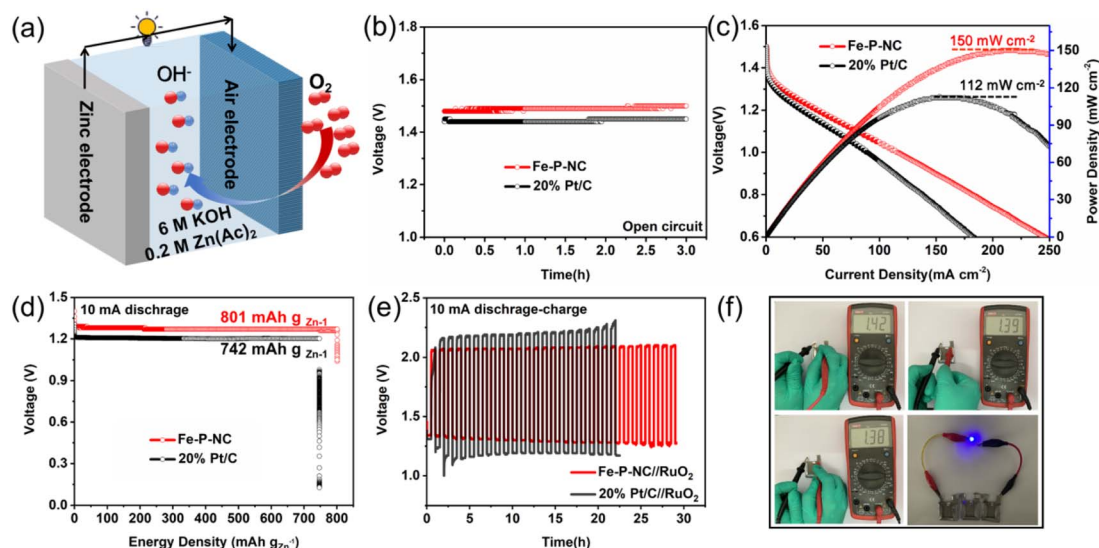 (a)
Zinc electrode
OH-
Air electrode
O2
6 M KOH
0.2 M Zn(Ac)2
(b)
Voltage (V)
1.8
1.6
1.4
1.2
1.0
Fe-P-NC
20% Pt/C
Open circuit
0.0 0.5 1.0 1.5 2.0 2.5 3.0
Time(h)
(c)
Voltage(V)
1.6
1.4
1.2
1.0
0.8
0.6
Fe-P-NC
20% Pt/C
150 mW cm-2
112 mW cm-2
150
120
90
60
30
0
Power Density(mW cm-2)
0 50 100 150 200 250
Current Density(mA cm-2)
(d)
Voltage (V)
1.5
1.2
0.9
0.6
0.3
0.0
10 mA dischrage
801 mAh g Zn-1
742 mAh g Zn-1
Fe-P-NC
20% Pt/C
0 100 200 300 400 500 600 700 800
Energy Density (mAh gZn-1)
(e)
Voltage (V)
2.5
2.0
1.5
1.0
10 mA dischrage-charge
Fe-P-NC//RuO2
20% Pt/C//RuO2
0 5 10 15 20 25 30
Time(h)
(f)
1.42
1.39
1.38